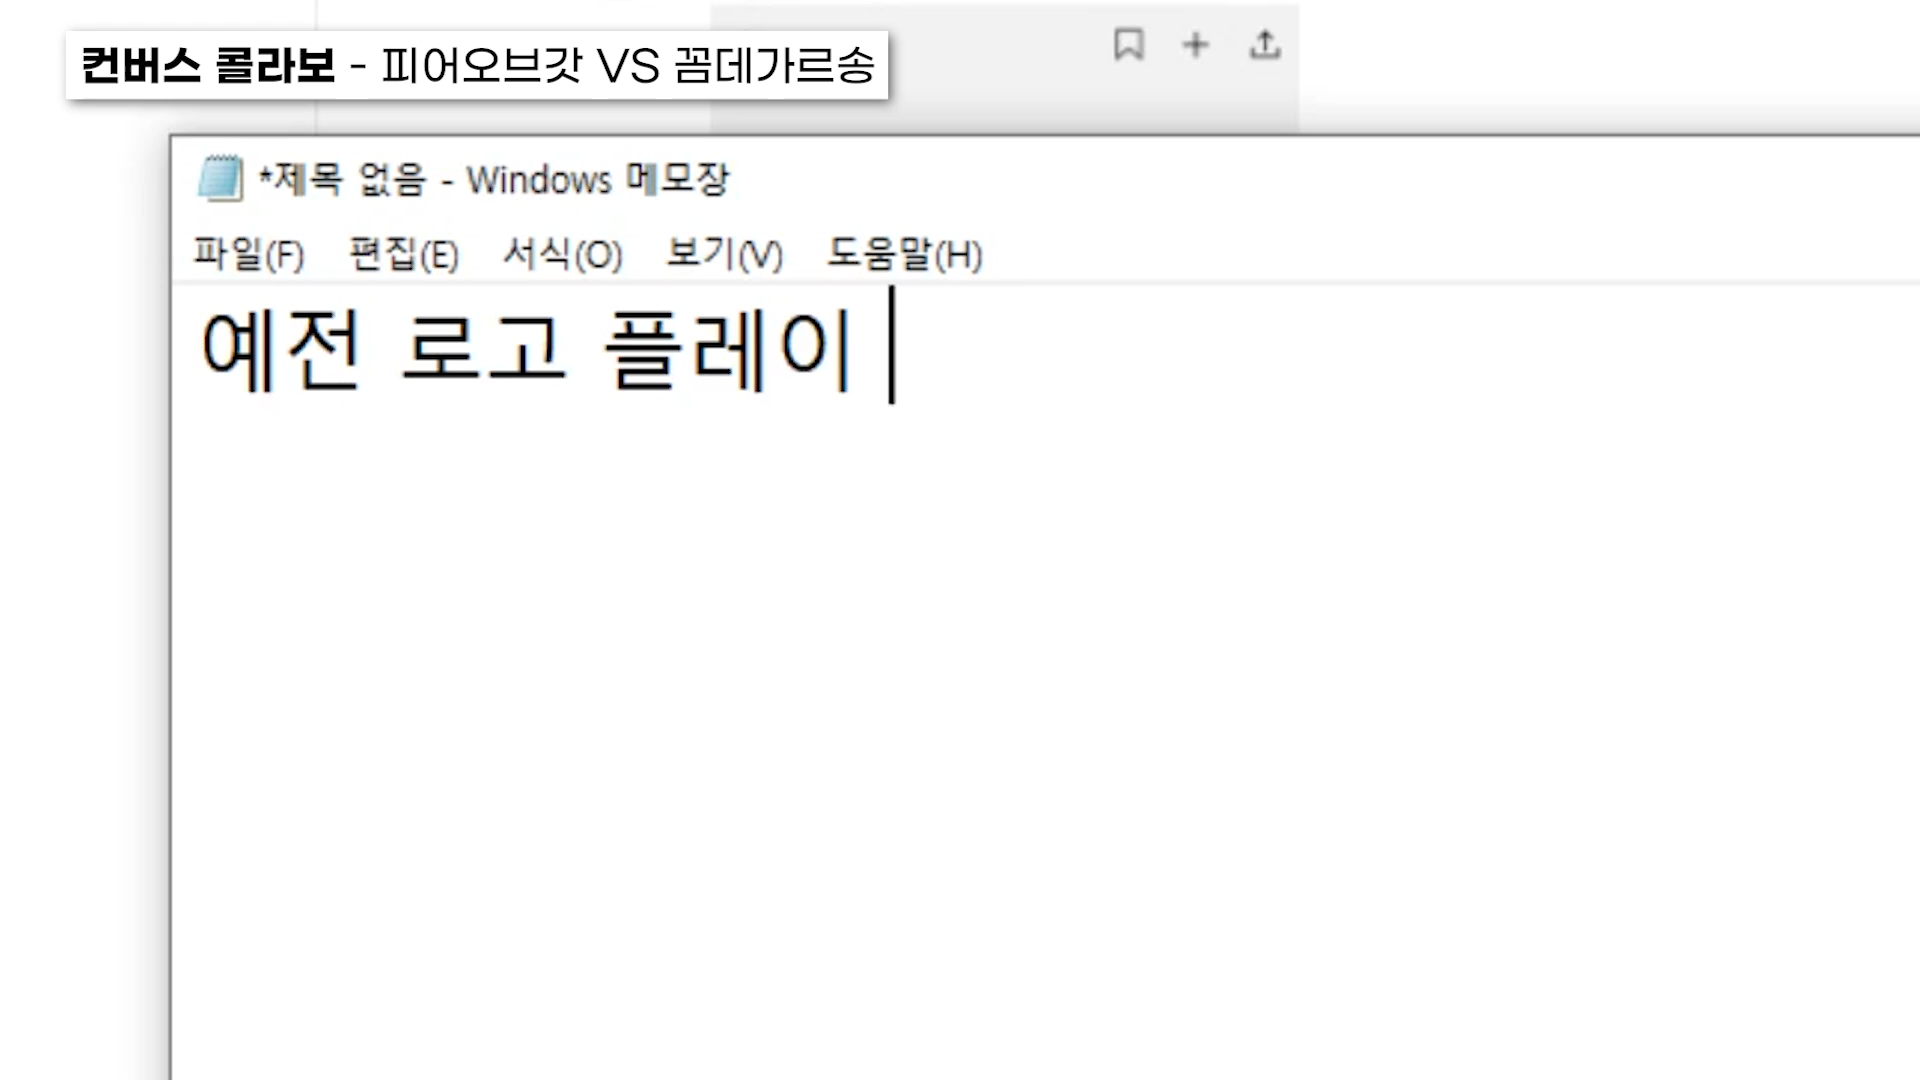 컨버스 콜라보 - 피어오브갓 VS 꼼데가르송
*제목 없음 - Windows 메모장
파일(F) 편집(E) 서식(O) 보기(V) 도움말(H)
예전 로고 플레이